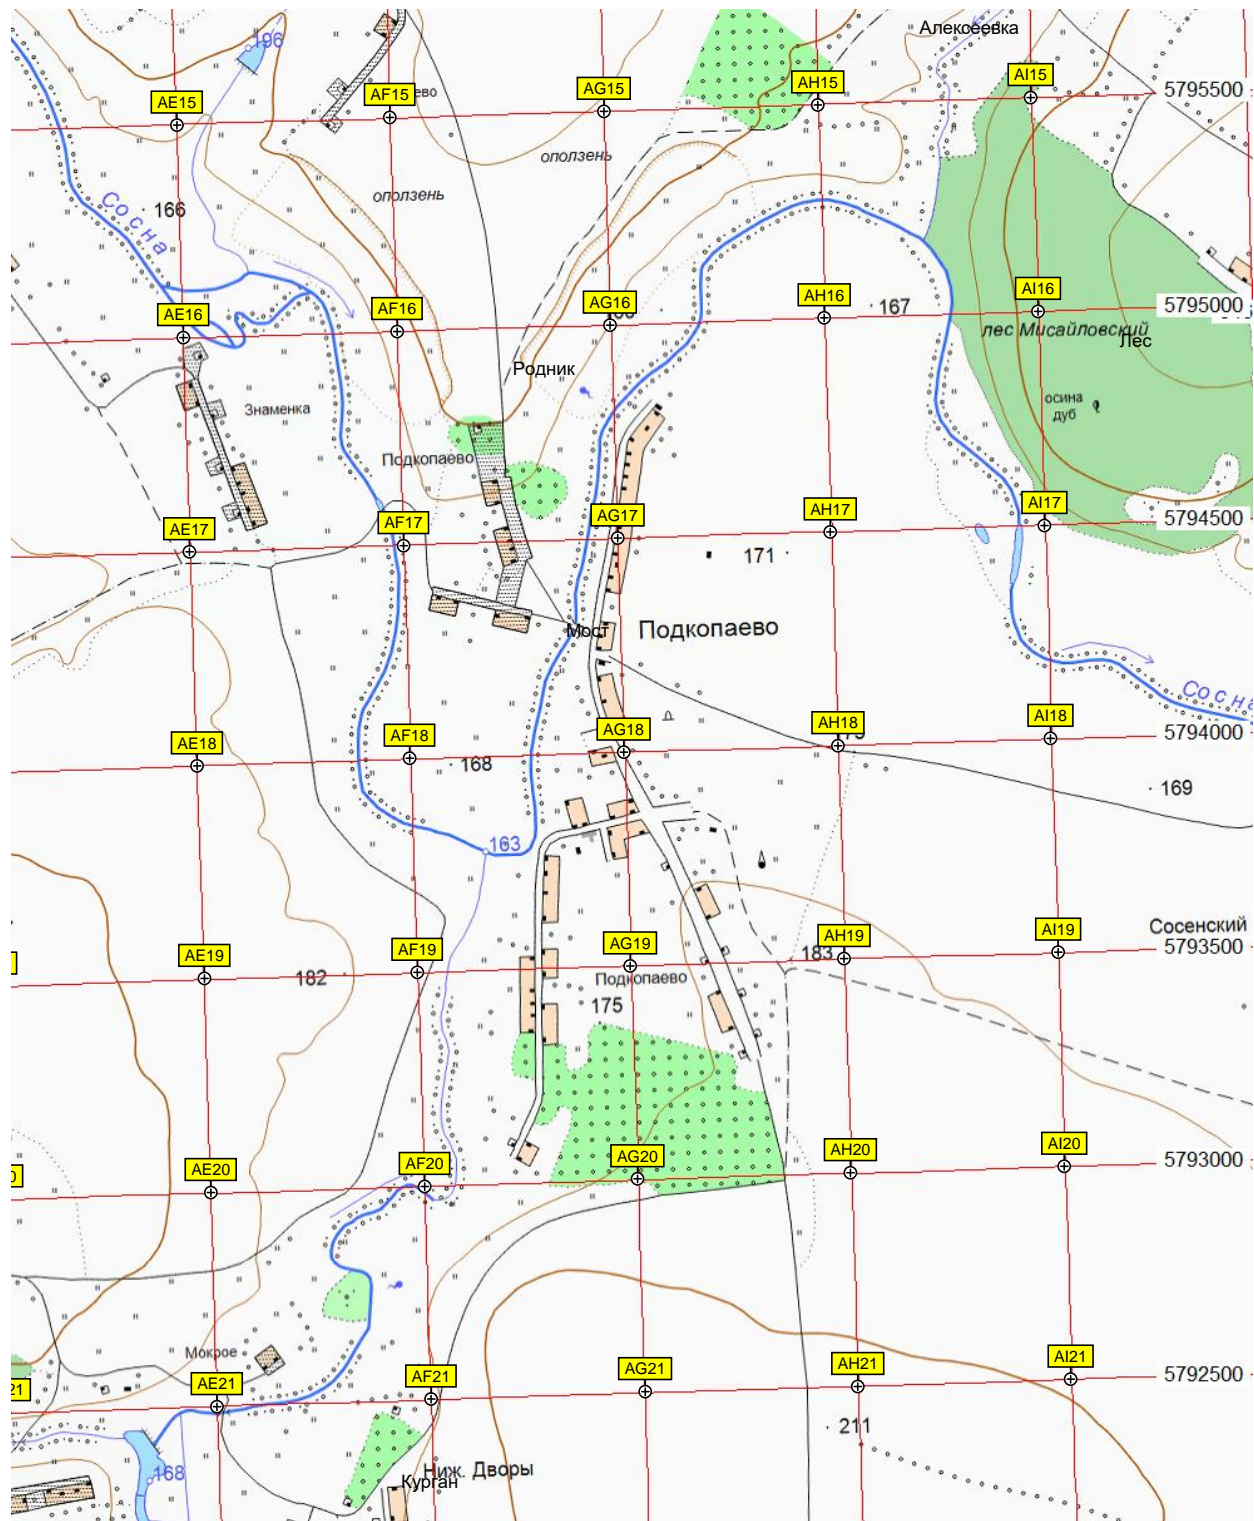 Алексеевка
196
AI15
AH15
5795500
AG15
AF15
ево
AE15
оползень
оползень
166
Сосна
AI16
AH16
167
5795000
AG16
AF16
AE16
лес Мисайловский
Лес
Родник
осина
дуб
Знаменка
Подкопаево
AI17
AH17
5794500
AG17
AF17
AE17
171
Мост
Подкопаево
Сосна
AI18
AH18
5794000
AG18
AF18
AE18
168
169
163
Сосенский
AI19
AH19
5793500
AG19
183
AF19
AE19
182
Подкопаево
175
AI20
AH20
5793000
AG20
AF20
AE20
Мокрое
AI21
AH21
5792500
AG21
AF21
AE21
21
211
168
Ниж. Дворы
Курган